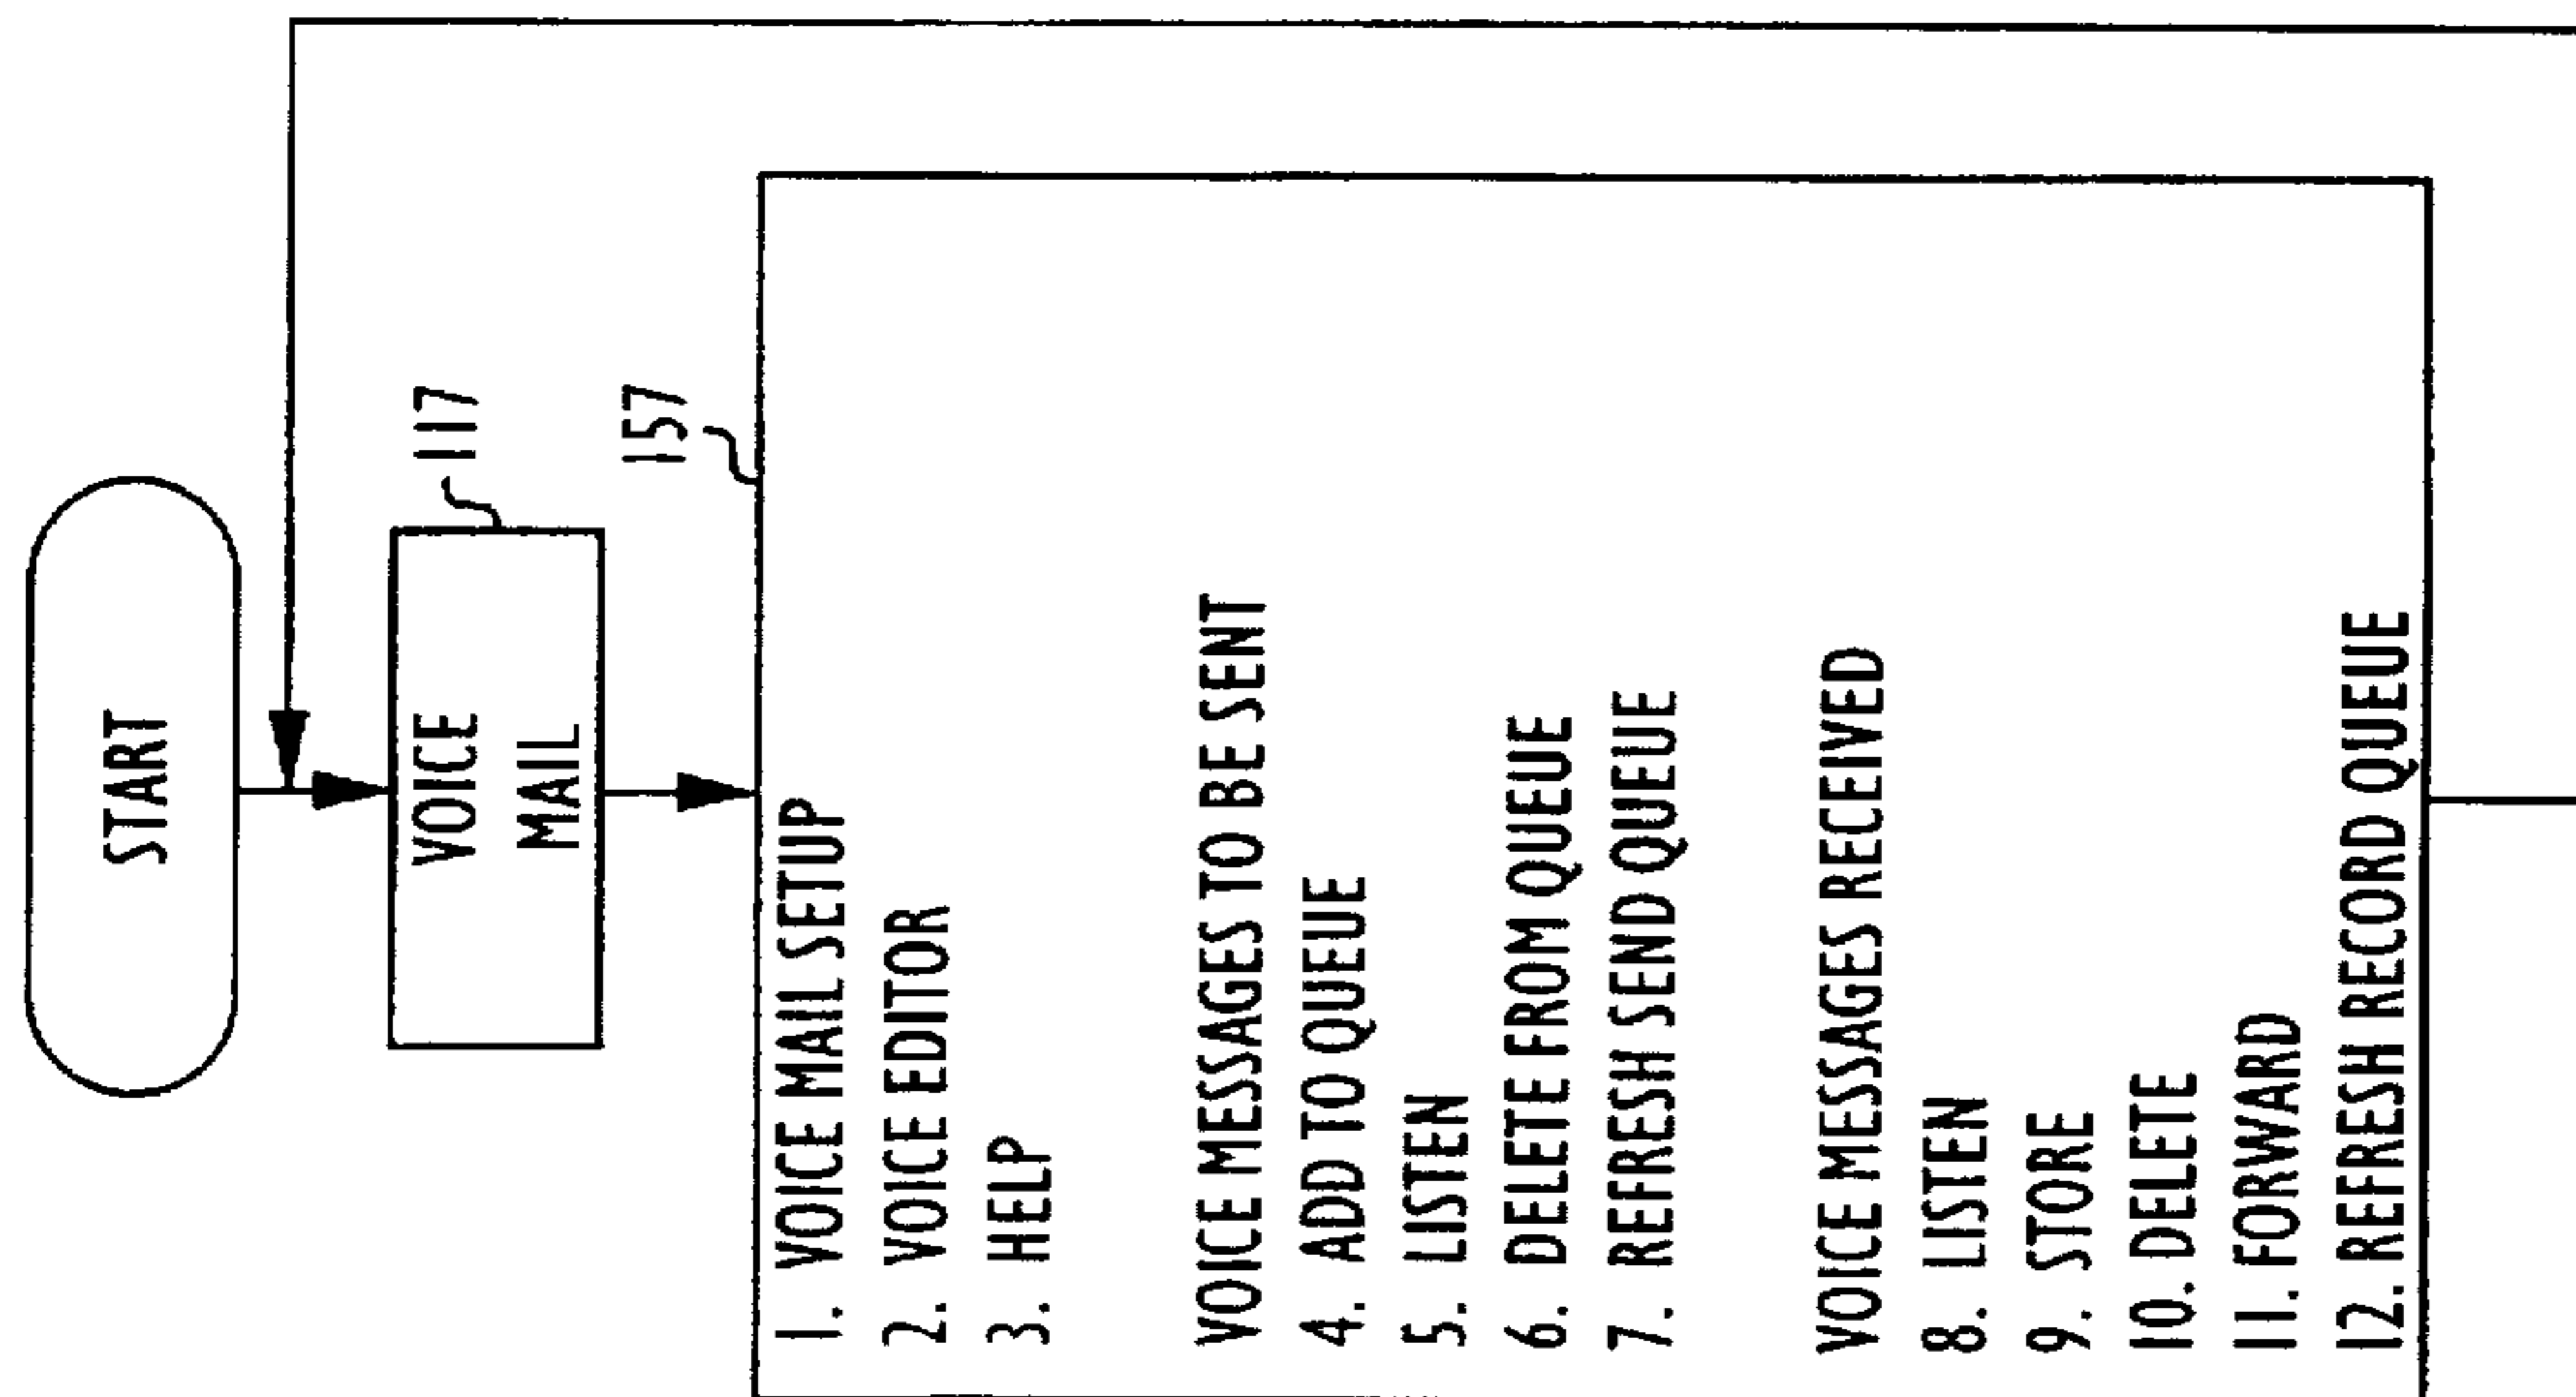 START
VOICE
MAIL
117
157
1. VOICE MAIL SETUP
2. VOICE EDITOR
3. HELP
VOICE MESSAGES TO BE SENT
4. ADD TO QUEUE
5. LISTEN
6. DELETE FROM QUEUE
7. REFRESH SEND QUEUE
VOICE MESSAGES RECEIVED
8. LISTEN
9. STORE
10. DELETE
11. FORWARD
12. REFRESH RECORD QUEUE